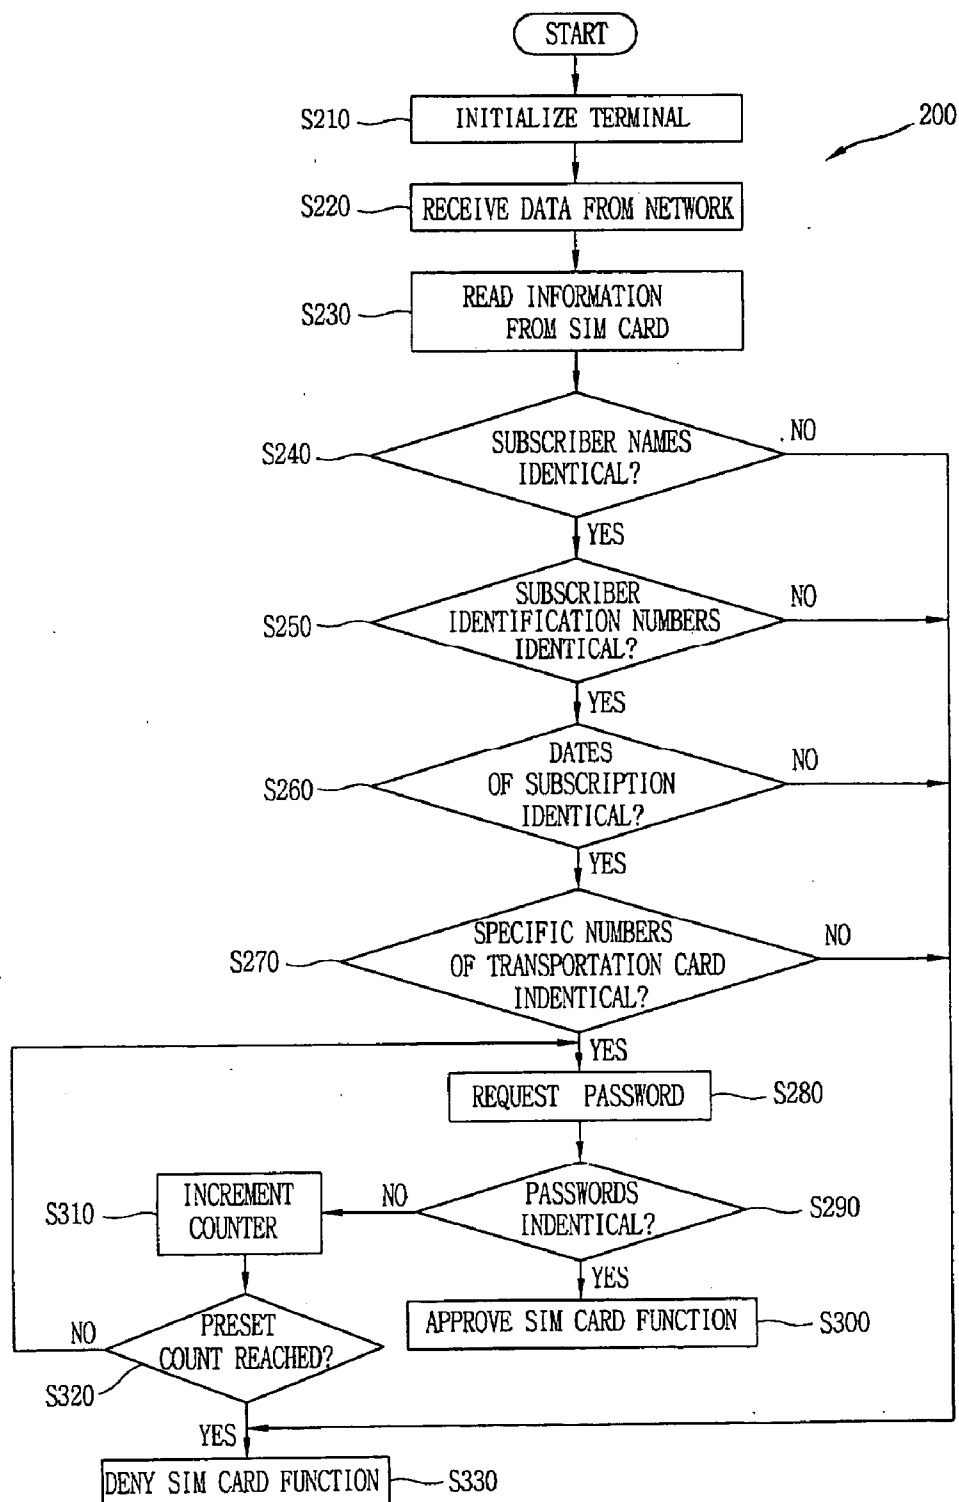 START
S210
INITIALIZE TERMINAL
200
S220
RECEIVE DATA FROM NETWORK
S230
READ INFORMATION
FROM SIM CARD
S240
SUBSCRIBER NAMES
IDENTICAL?
NO
YES
S250
SUBSCRIBER
IDENTIFICATION NUMBERS
IDENTICAL?
NO
YES
S260
DATES
OF SUBSCRIPTION
IDENTICAL?
NO
YES
S270
SPECIFIC NUMBERS
OF TRANSPORTATION CARD
INDENTICAL?
NO
YES
REQUEST PASSWORD
S280
S310
INCREMENT
COUNTER
NO
PASSWORDS
INDENTICAL?
S290
YES
APPROVE SIM CARD FUNCTION
S300
NO
PRESET
COUNT REACHED?
S320
YES
DENY SIM CARD FUNCTION
S330